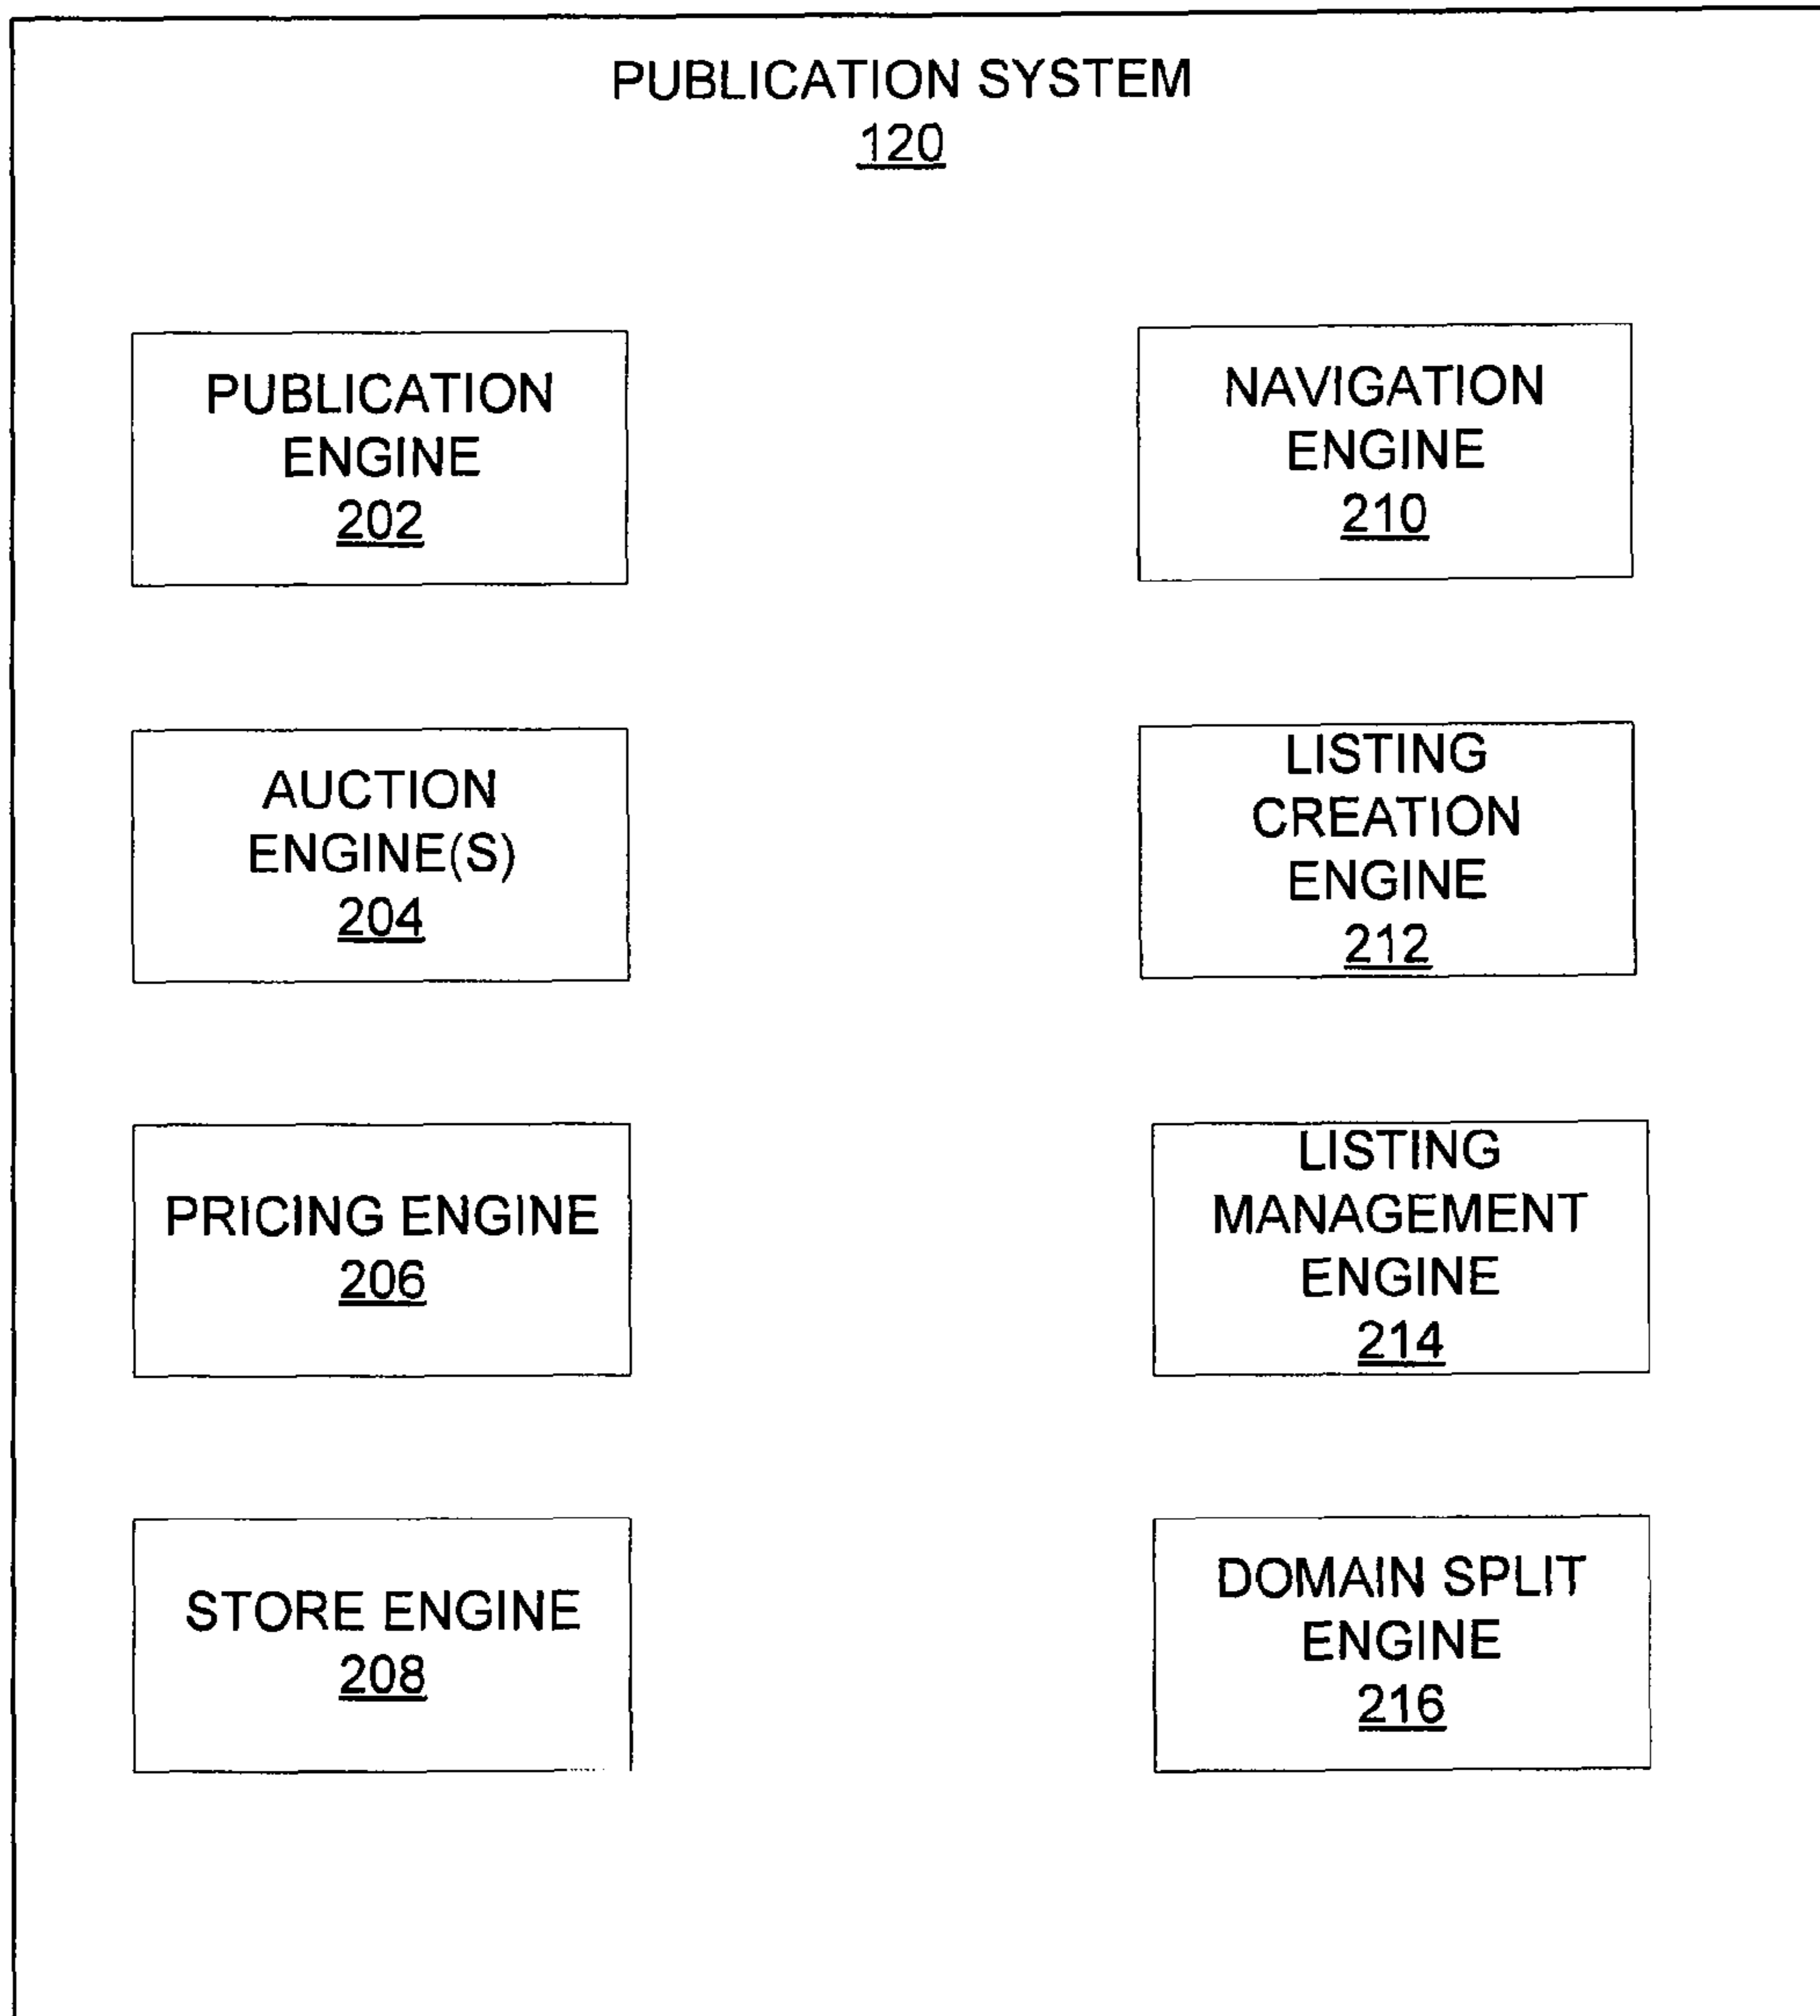 PUBLICATION SYSTEM
120
PUBLICATION
ENGINE
202
NAVIGATION
ENGINE
210
AUCTION
ENGINE(S)
204
LISTING
CREATION
ENGINE
212
PRICING ENGINE
206
LISTING
MANAGEMENT
ENGINE
214
STORE ENGINE
208
DOMAIN SPLIT
ENGINE
216